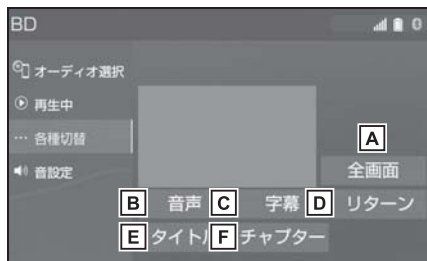 BD
オーディオ選択
再生中
… 各種切替
音設定
A
全画面
B 音声 C 字幕 D リターン
E タイトル F チャプター